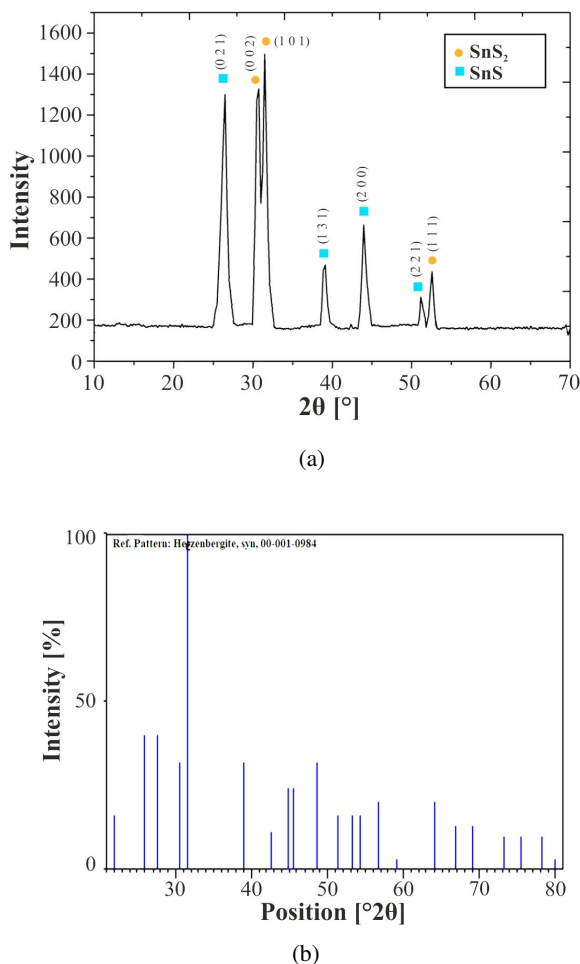 1600
1400
1200
1000
800
600
400
200
0
Intensity
(0 2 1)
(0 0 2)
(1 0 1)
(1 3 1)
(2 0 0)
(2 2 1)
(1 1 1)
SnS₂
SnS
10 20 30 40 50 60 70
2θ [°]
(a)
100
50
0
Intensity [%]
Ref. Pattern: Herzenbergite, syn, 00-001-0984
30 40 50 60 70 80
Position [°2θ]
(b)